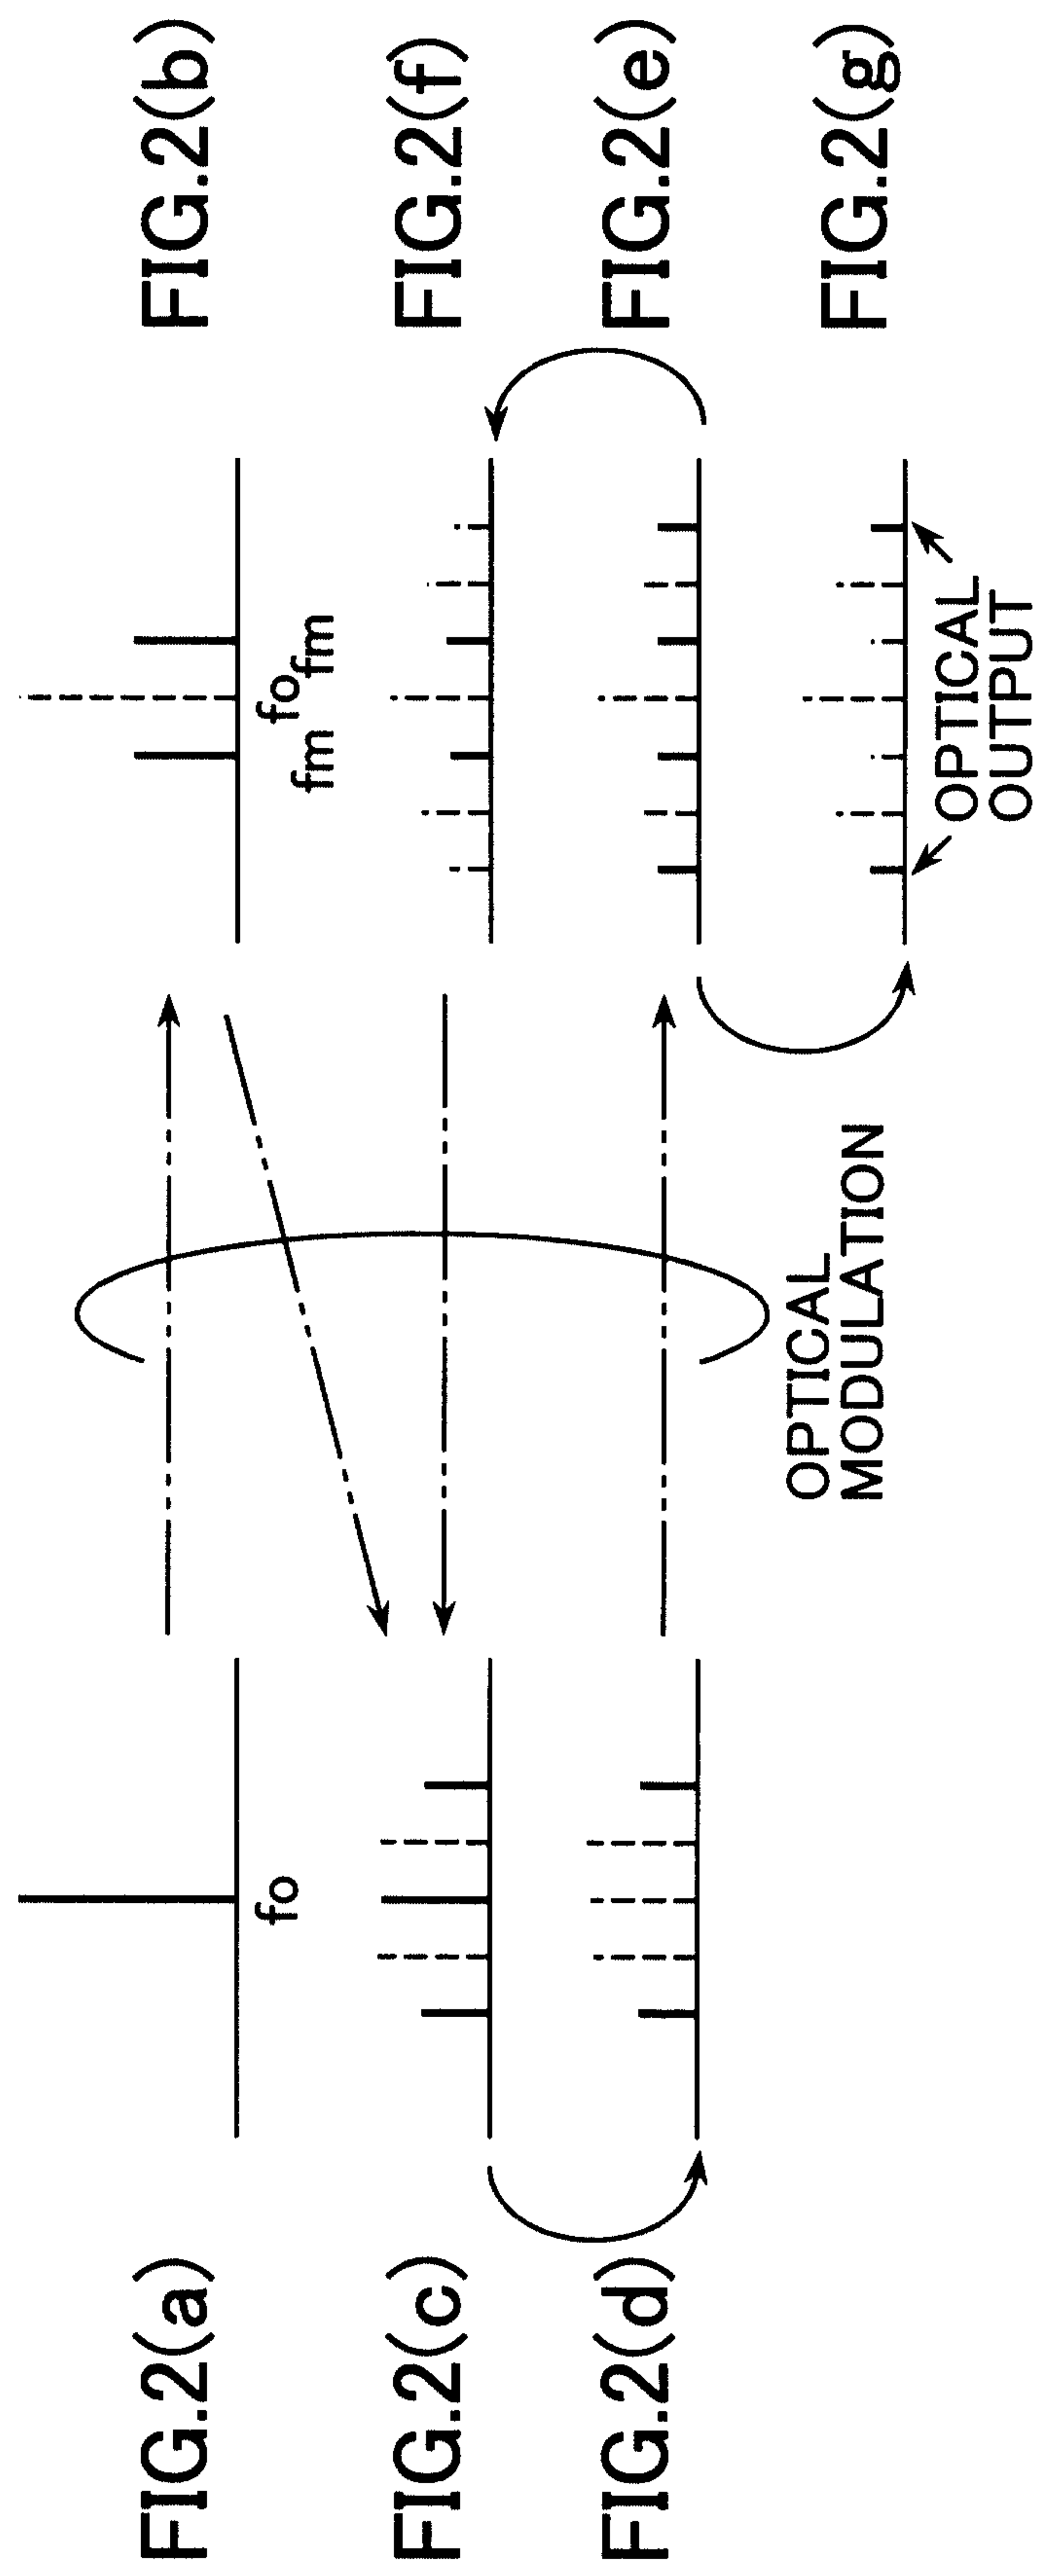 FIG.2(a)
fo
FIG.2(b)
fm fo fm
FIG.2(c)
FIG.2(f)
FIG.2(d)
FIG.2(e)
OPTICAL
MODULATION
FIG.2(g)
OPTICAL
OUTPUT